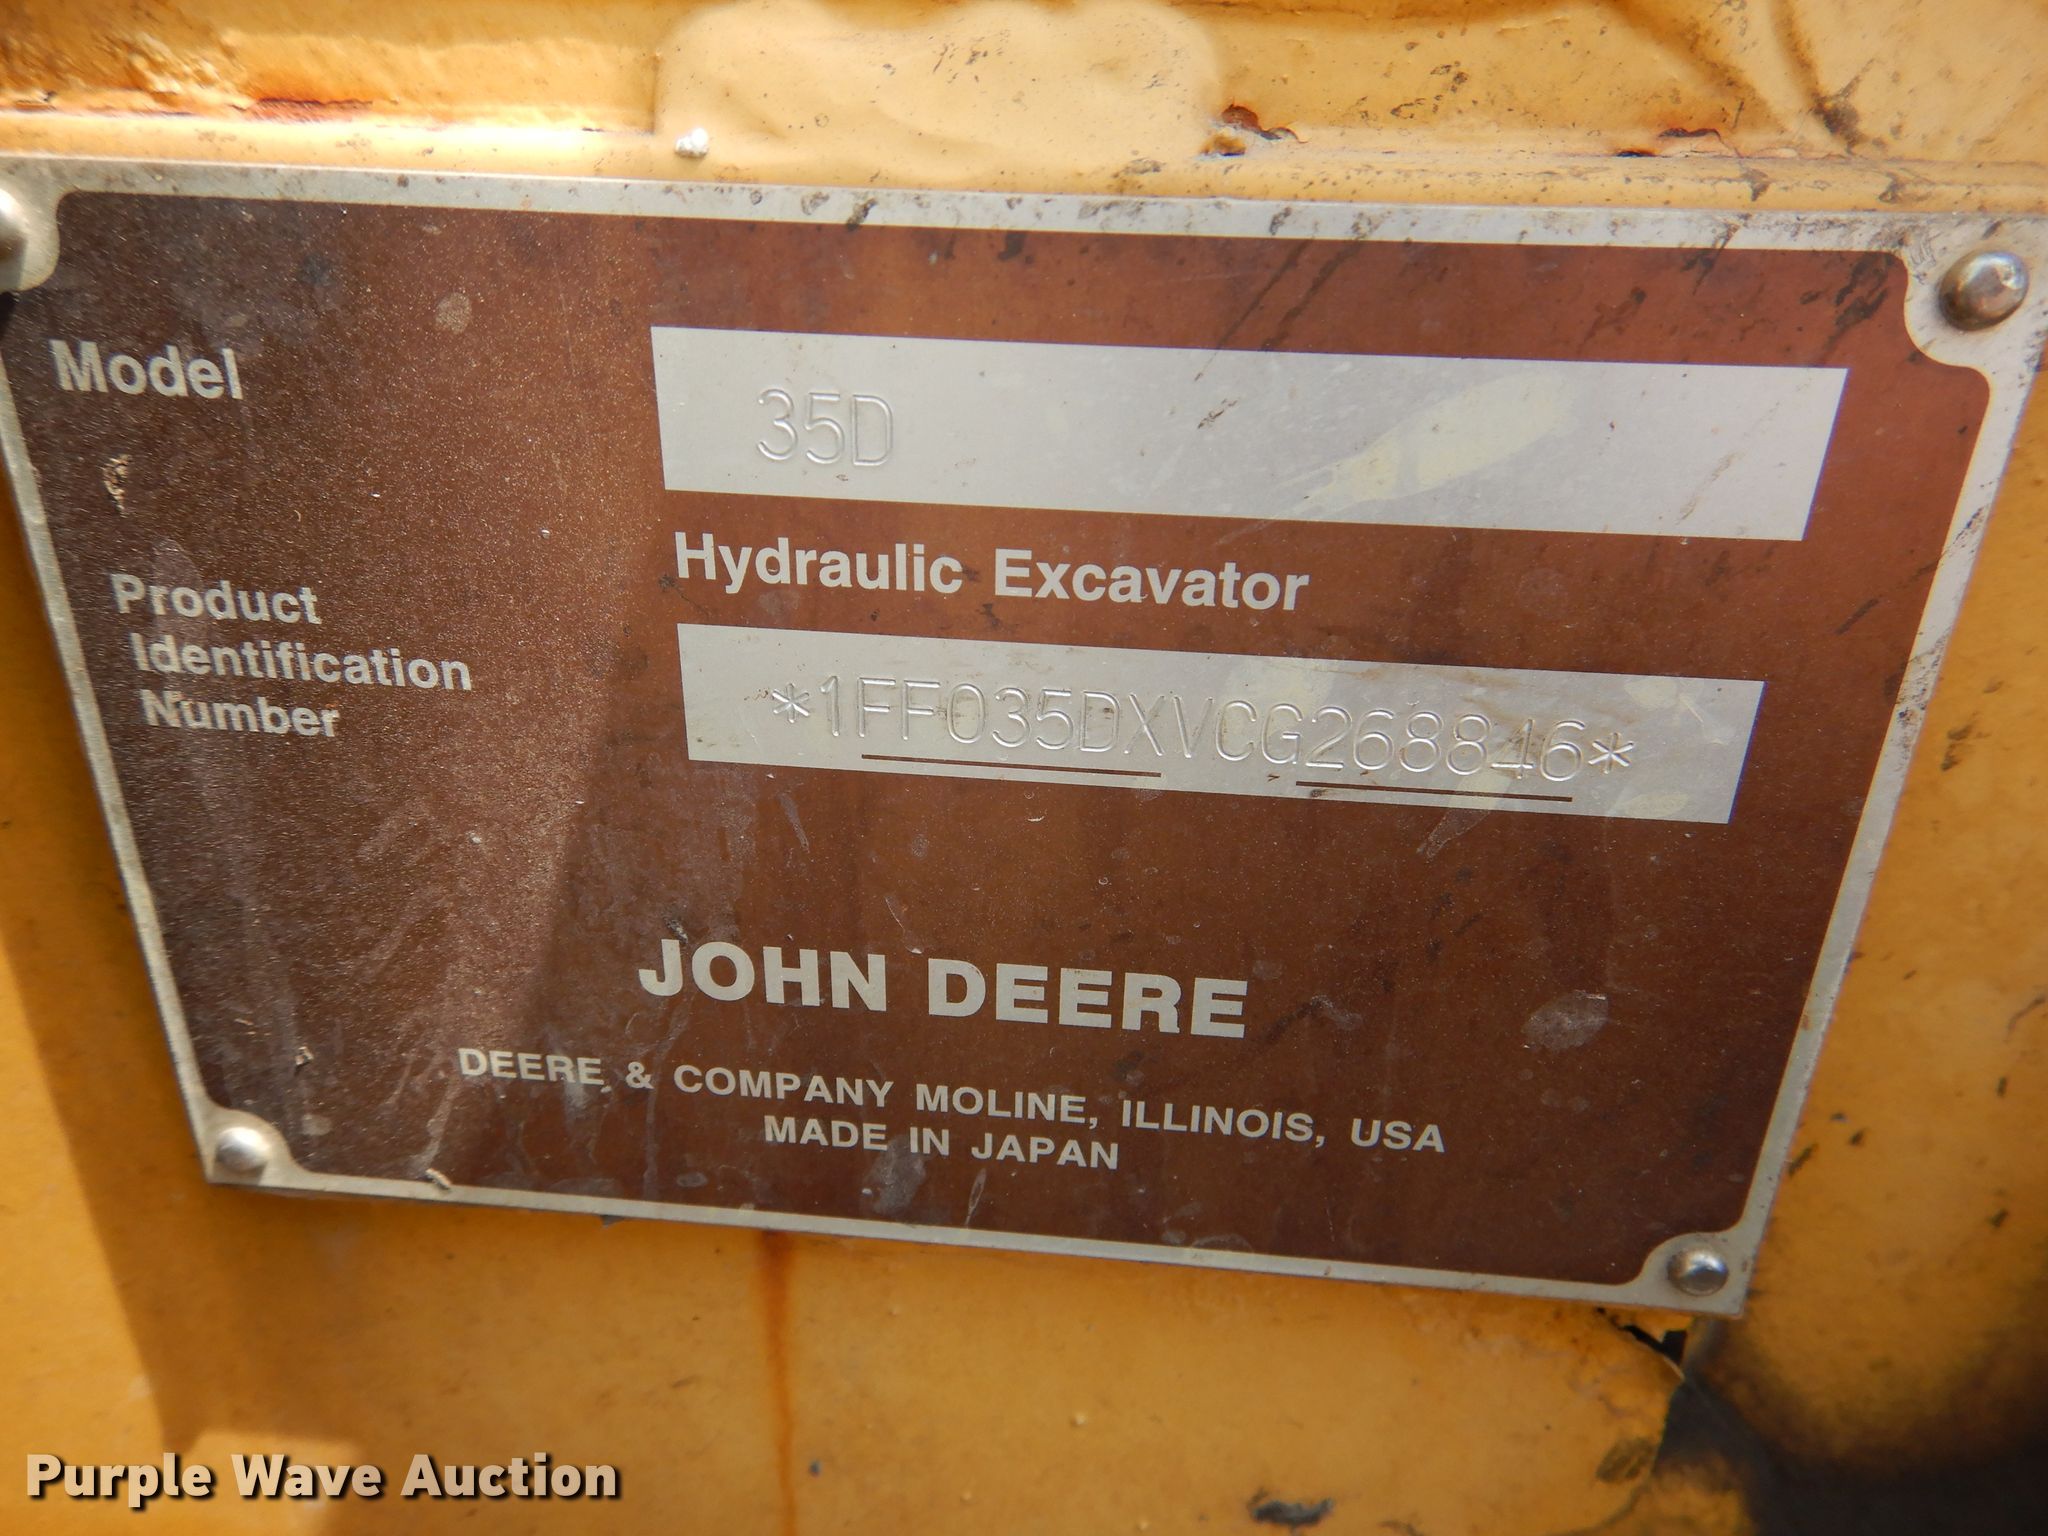 Model
35D
Hydraulic Excavator
Product
Identification
Number
*1FF035DXVCG268846*
JOHN DEERE
DEERE & COMPANY MOLINE, ILLINOIS, USA
MADE IN JAPAN
Purple Wave Auction